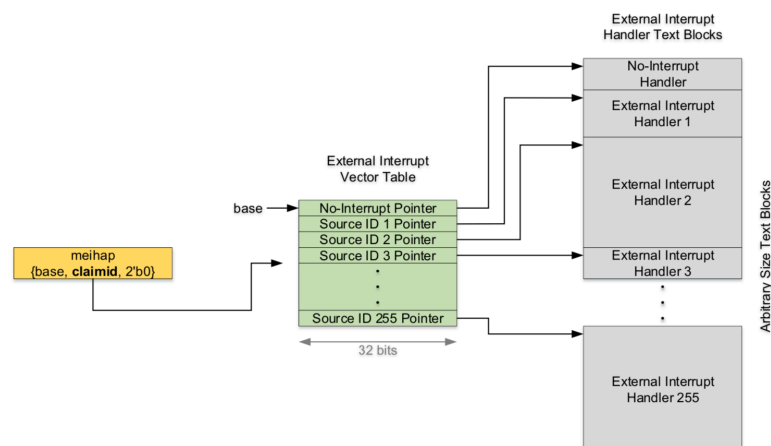 External Interrupt
Handler Text Blocks
No-Interrupt
Handler
External Interrupt
Handler 1
External Interrupt
Vector Table
External Interrupt
Handler 2
base
No-Interrupt Pointer
Source ID 1 Pointer
Source ID 2 Pointer
Source ID 3 Pointer
meihap
{base, claimid, 2'b0}
External Interrupt
Handler 3
Source ID 255 Pointer
32 bits
External Interrupt
Handler 255
Arbitrary Size Text Blocks